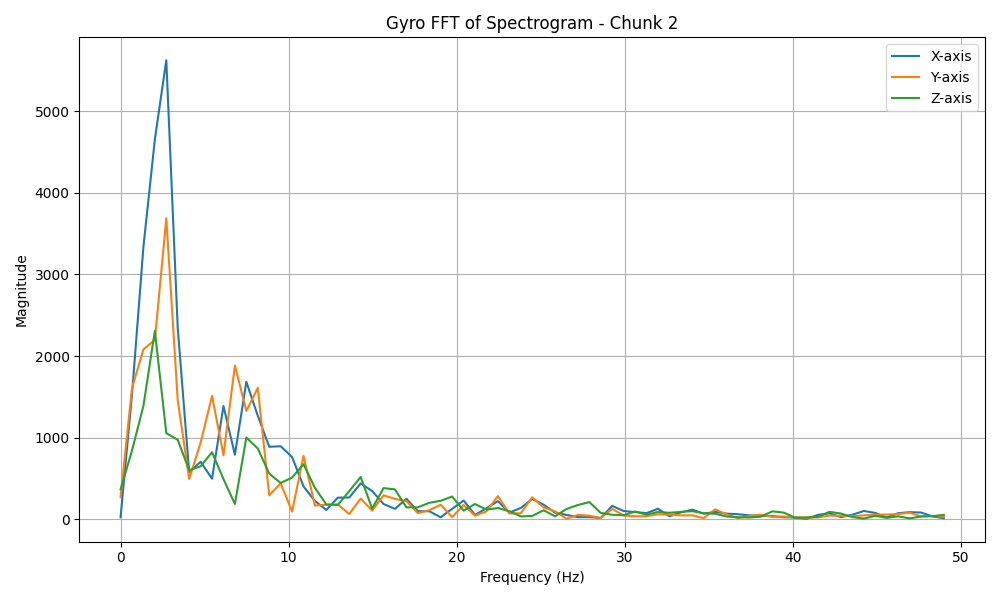 Gyro FFT of Spectrogram - Chunk 2
X-axis
Y-axis
Z-axis
5000
4000
3000
2000
1000
0
Magnitude
0 10 20 30 40 50
Frequency (Hz)